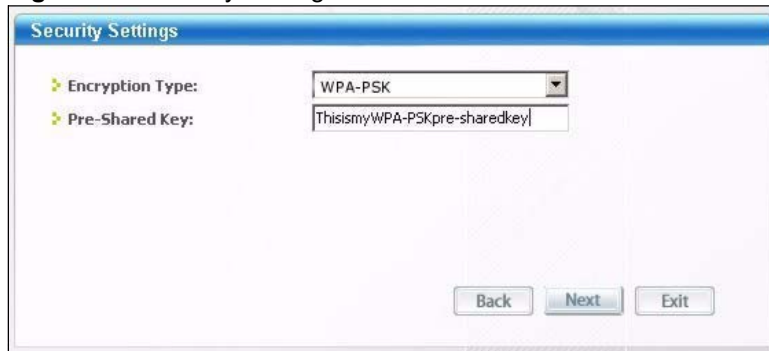 Security Settings
Encryption Type: WPA-PSK
Pre-Shared Key: ThisismyWPA-PSKpre-sharedkey
Back Next Exit